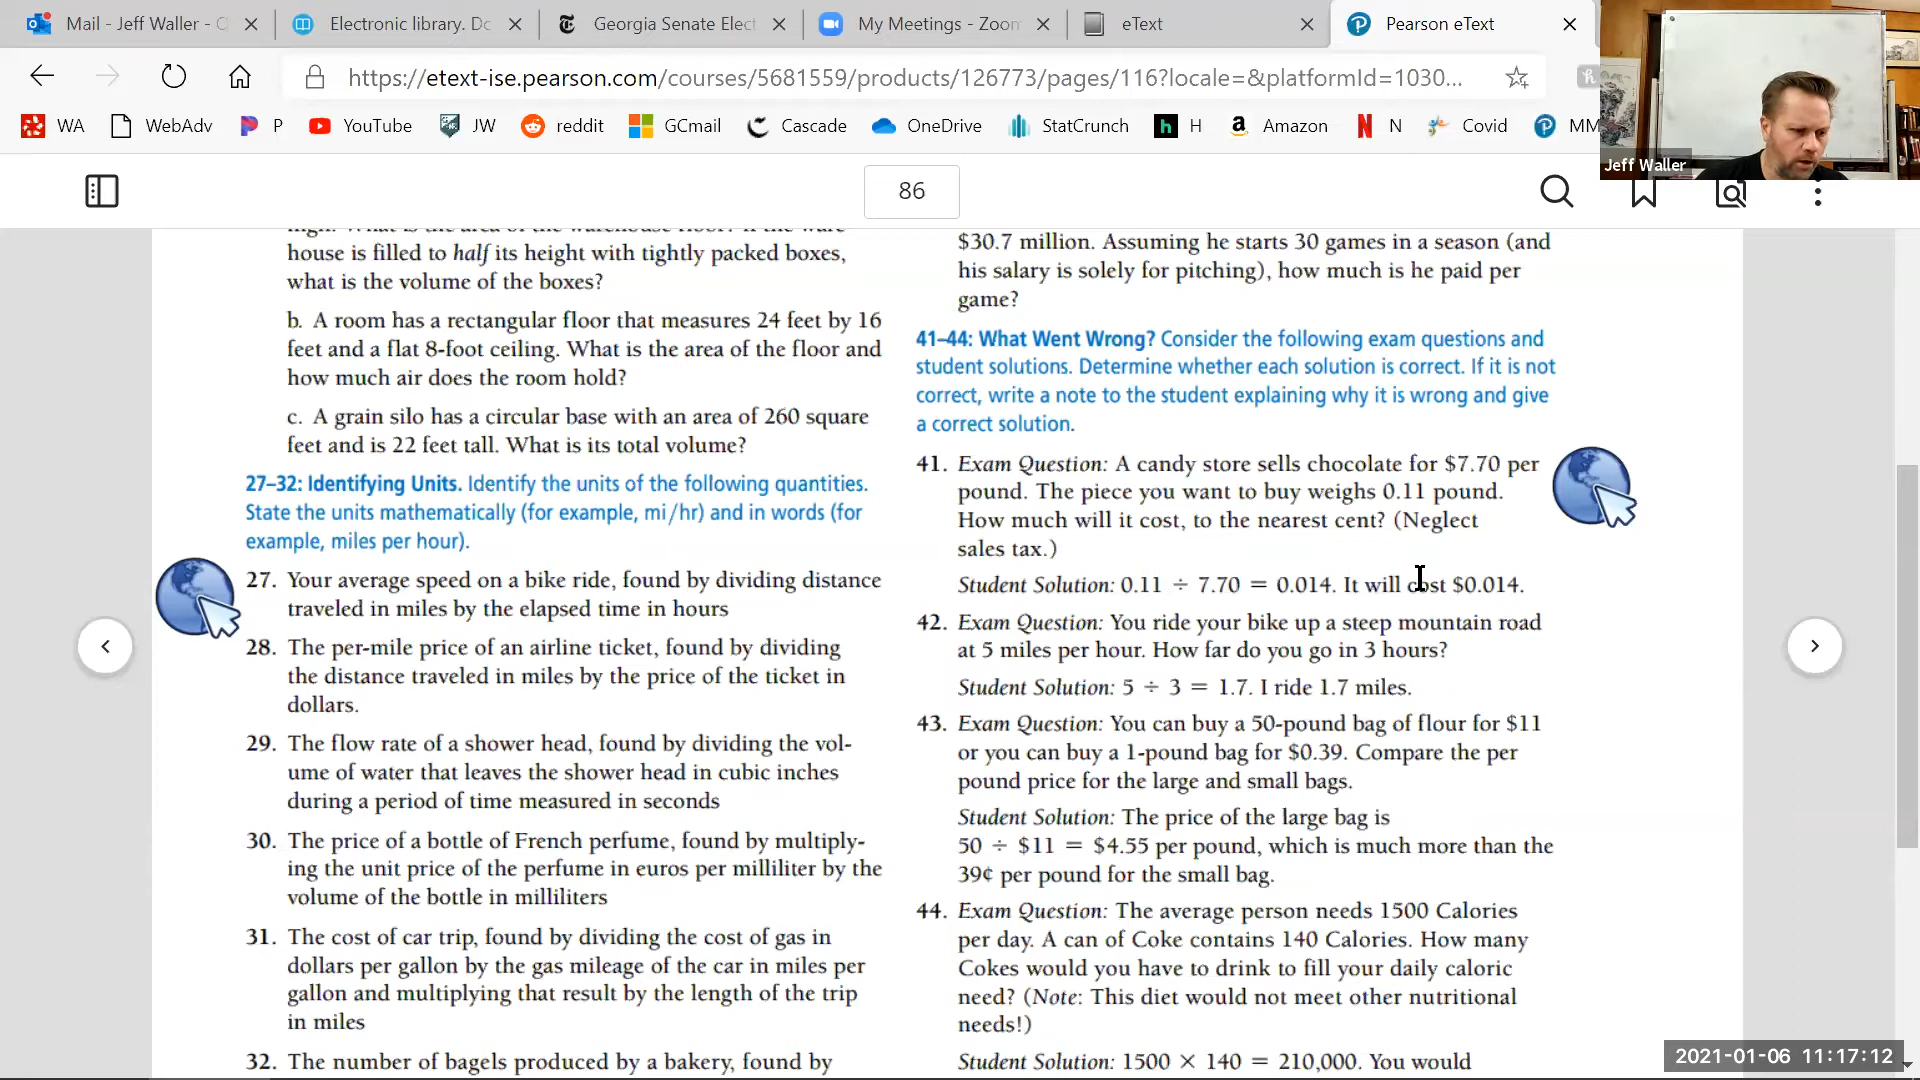 Mail - Jeff Waller -
Electronic library. Do
Georgia Senate Elect
My Meetings - Zoom
eText
Pearson eText
https://etext-ise.pearson.com/courses/5681559/products/126773/pages/116?locale=&platformId=1030...
WA
WebAdv
P
YouTube
JW
reddit
GCmail
Cascade
OneDrive
StatCrunch
H
Amazon
N
Covid
MM
Jeff Waller
86
high. What is the area of the warehouse floor? If the ware-
house is filled to half its height with tightly packed boxes,
what is the volume of the boxes?
b. A room has a rectangular floor that measures 24 feet by 16
feet and a flat 8-foot ceiling. What is the area of the floor and
how much air does the room hold?
c. A grain silo has a circular base with an area of 260 square
feet and is 22 feet tall. What is its total volume?
27–32: Identifying Units. Identify the units of the following quantities.
State the units mathematically (for example, mi/hr) and in words (for
example, miles per hour).
27. Your average speed on a bike ride, found by dividing distance
traveled in miles by the elapsed time in hours
28. The per-mile price of an airline ticket, found by dividing
the distance traveled in miles by the price of the ticket in
dollars.
29. The flow rate of a shower head, found by dividing the vol-
ume of water that leaves the shower head in cubic inches
during a period of time measured in seconds
30. The price of a bottle of French perfume, found by multiply-
ing the unit price of the perfume in euros per milliliter by the
volume of the bottle in milliliters
31. The cost of car trip, found by dividing the cost of gas in
dollars per gallon by the gas mileage of the car in miles per
gallon and multiplying that result by the length of the trip
in miles
32. The number of bagels produced by a bakery, found by
$30.7 million. Assuming he starts 30 games in a season (and
his salary is solely for pitching), how much is he paid per
game?
41–44: What Went Wrong? Consider the following exam questions and
student solutions. Determine whether each solution is correct. If it is not
correct, write a note to the student explaining why it is wrong and give
a correct solution.
41. Exam Question: A candy store sells chocolate for $7.70 per
pound. The piece you want to buy weighs 0.11 pound.
How much will it cost, to the nearest cent? (Neglect
sales tax.)
Student Solution: 0.11 ÷ 7.70 = 0.014. It will cost $0.014.
42. Exam Question: You ride your bike up a steep mountain road
at 5 miles per hour. How far do you go in 3 hours?
Student Solution: 5 ÷ 3 = 1.7. I ride 1.7 miles.
43. Exam Question: You can buy a 50-pound bag of flour for $11
or you can buy a 1-pound bag for $0.39. Compare the per
pound price for the large and small bags.
Student Solution: The price of the large bag is
50 ÷ $11 = $4.55 per pound, which is much more than the
39¢ per pound for the small bag.
44. Exam Question: The average person needs 1500 Calories
per day. A can of Coke contains 140 Calories. How many
Cokes would you have to drink to fill your daily caloric
need? (Note: This diet would not meet other nutritional
needs!)
Student Solution: 1500 × 140 = 210,000. You would
2021-01-06 11:17:12